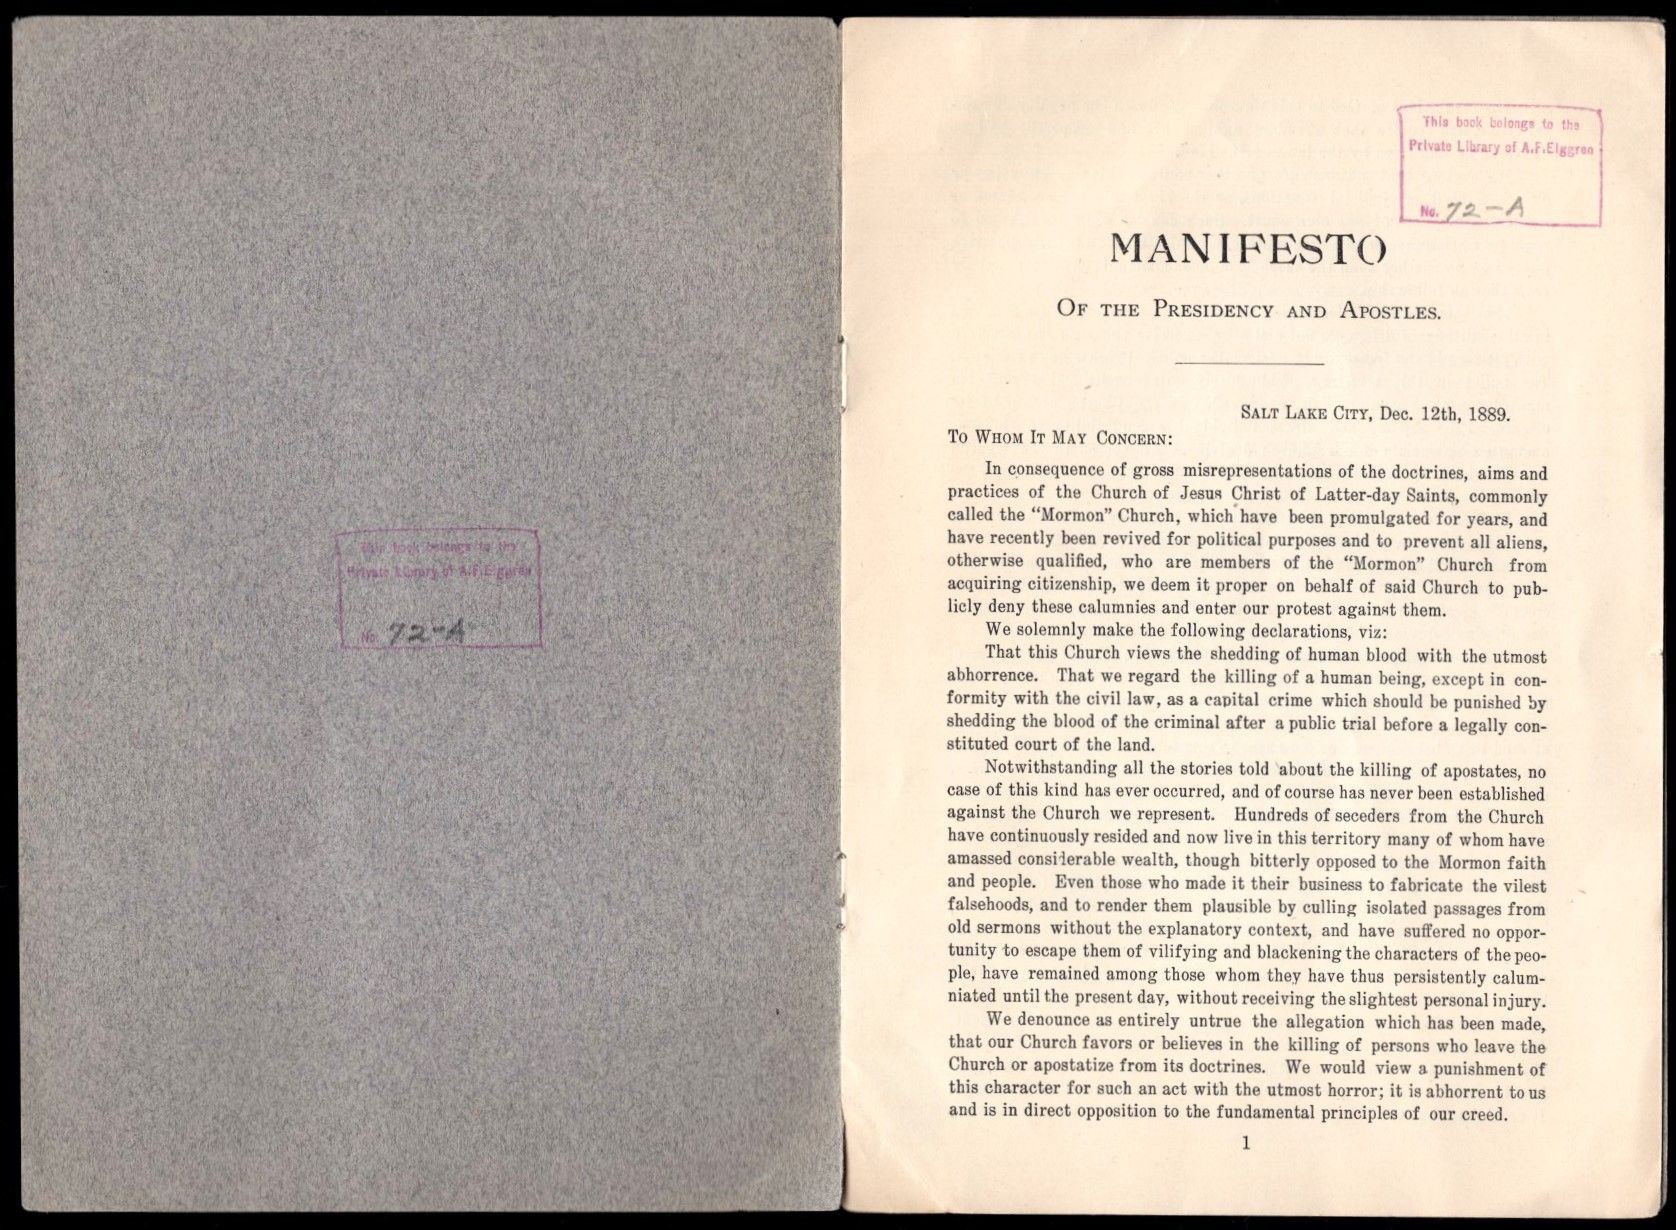 This book belongs to the
Private Library of A.F.Elggren
No. 72-A
This book belongs to the
Private Library of A.F.Elggren
No. 72-A
MANIFESTO
OF THE PRESIDENCY AND APOSTLES.
SALT LAKE CITY, Dec. 12th, 1889.
TO WHOM IT MAY CONCERN:
In consequence of gross misrepresentations of the doctrines, aims and
practices of the Church of Jesus Christ of Latter-day Saints, commonly
called the "Mormon" Church, which have been promulgated for years, and
have recently been revived for political purposes and to prevent all aliens,
otherwise qualified, who are members of the "Mormon" Church from
acquiring citizenship, we deem it proper on behalf of said Church to pub-
licly deny these calumnies and enter our protest against them.
We solemnly make the following declarations, viz:
That this Church views the shedding of human blood with the utmost
abhorrence. That we regard the killing of a human being, except in con-
formity with the civil law, as a capital crime which should be punished by
shedding the blood of the criminal after a public trial before a legally con-
stituted court of the land.
Notwithstanding all the stories told about the killing of apostates, no
case of this kind has ever occurred, and of course has never been established
against the Church we represent. Hundreds of seceders from the Church
have continuously resided and now live in this territory many of whom have
amassed considerable wealth, though bitterly opposed to the Mormon faith
and people. Even those who made it their business to fabricate the vilest
falsehoods, and to render them plausible by culling isolated passages from
old sermons without the explanatory context, and have suffered no oppor-
tunity to escape them of vilifying and blackening the characters of the peo-
ple, have remained among those whom they have thus persistently calum-
niated until the present day, without receiving the slightest personal injury.
We denounce as entirely untrue the allegation which has been made,
that our Church favors or believes in the killing of persons who leave the
Church or apostatize from its doctrines. We would view a punishment of
this character for such an act with the utmost horror; it is abhorrent to us
and is in direct opposition to the fundamental principles of our creed.
1